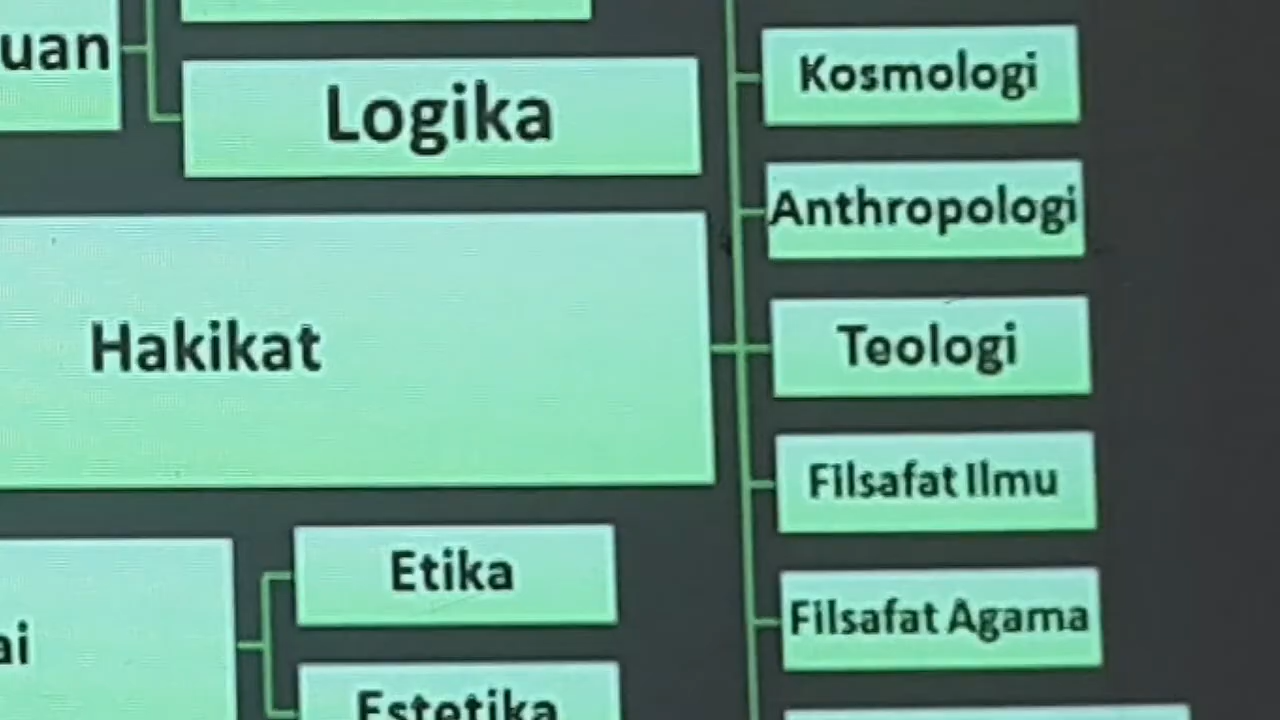 uan
Logika
Hakikat
ai
Etika
Estetika
Kosmologi
Anthropologi
Teologi
Filsafat Ilmu
Filsafat Agama